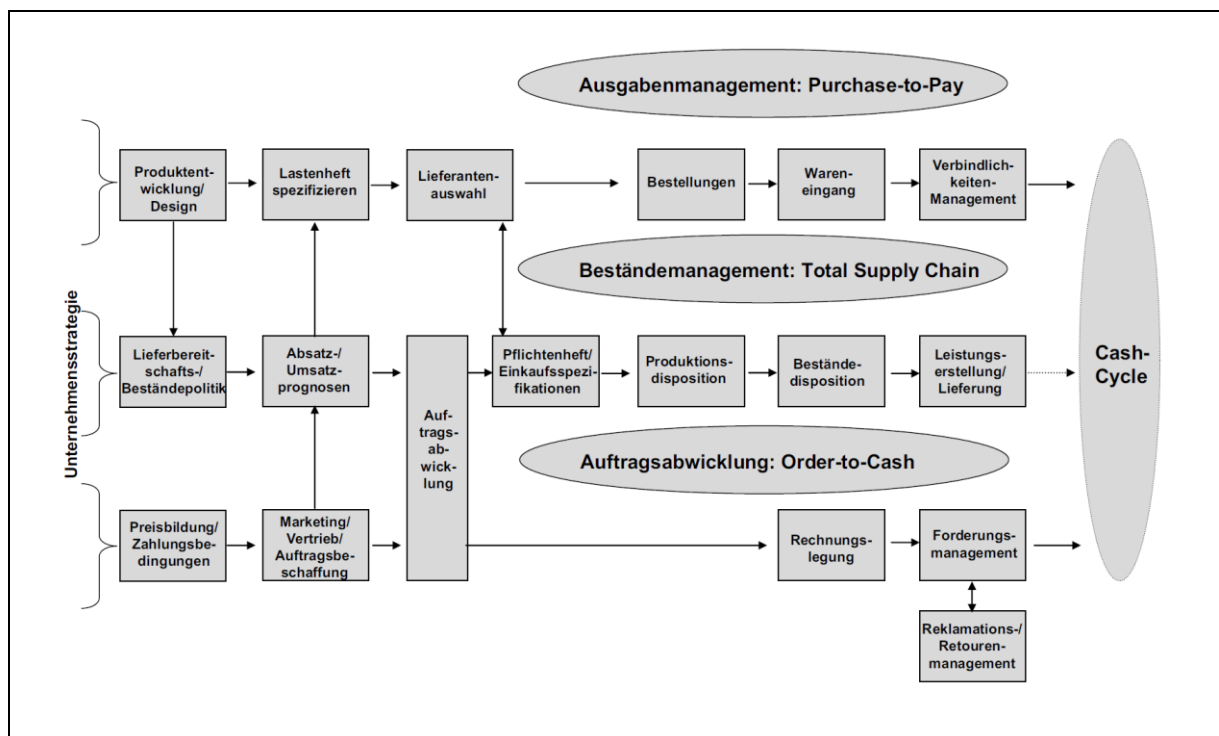 Ausgabenmanagement: Purchase-to-Pay
Produktent-
wicklung/
Design
Lastenheft
spezifizieren
Lieferanten-
auswahl
Bestellungen
Waren-
eingang
Verbindlich-
keiten-
Management
Beständemanagement: Total Supply Chain
Unternehmensstrategie
Lieferbereit-
schafts-/
Beständepolitik
Absatz-/
Umsatz-
prognosen
Auf-
trags-
ab-
wick-
lung
Pflichtenheft/
Einkaufsspezi-
fikationen
Produktions-
disposition
Bestände-
disposition
Leistungs-
erstellung/
Lieferung
Cash-
Cycle
Auftragsabwicklung: Order-to-Cash
Preisbildung/
Zahlungsbe-
dingungen
Marketing/
Vertrieb/
Auftragsbe-
schaffung
Rechnungs-
legung
Forderungs-
management
Reklamations-/
Retouren-
management